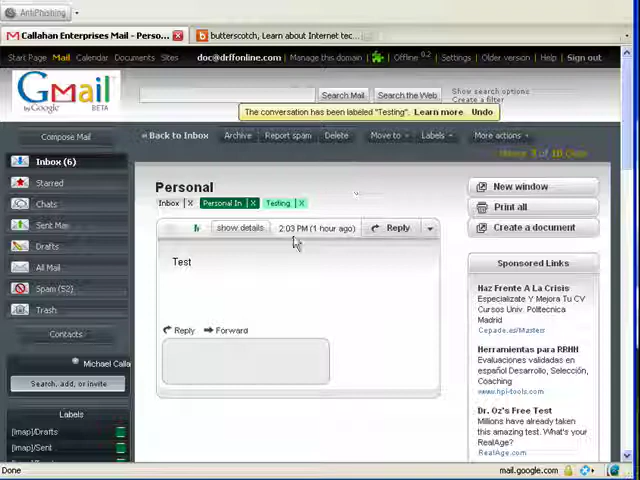 AntiPhishing
Callahan Enterprises Mail - Perso...
butterscotch, Learn about Internet tec...
Start Page Mail Calendar Documents Sites
doc@drffonline.com | Manage this domain | Offline 0.2 | Settings | Older version | Help | Sign out
Gmail
by Google BETA
Search Mail Search the Web
Show search options
Create a filter
The conversation has been labeled "Testing". Learn more Undo
Compose Mail
« Back to Inbox Archive Report spam Delete Move to Labels More actions
Inbox (6)
Starred
Chats
Sent Mai
Drafts
All Mail
Spam (52)
Trash
Contacts
Michael Calla
Search, add, or invite
Labels
[Imap]/Drafts
[Imap]/Sent
Personal
Inbox X Personal In X Testing X
show details 2:03 PM (1 hour ago) Reply
Test
Reply Forward
New window
Print all
Create a document
Sponsored Links
Haz Frente A La Crisis
Especializate Y Mejora Tu CV
Cursos Univ. Politecnica
Madrid
Cepade.es/Masters
Herramientas para RRHH
Evaluaciones validadas en
español Desarrollo, Selección,
Coaching
www.hpi-tools.com
Dr. Oz's Free Test
Millions have already taken
this amazing test. What's your
RealAge?
RealAge.com
Done
mail.google.com